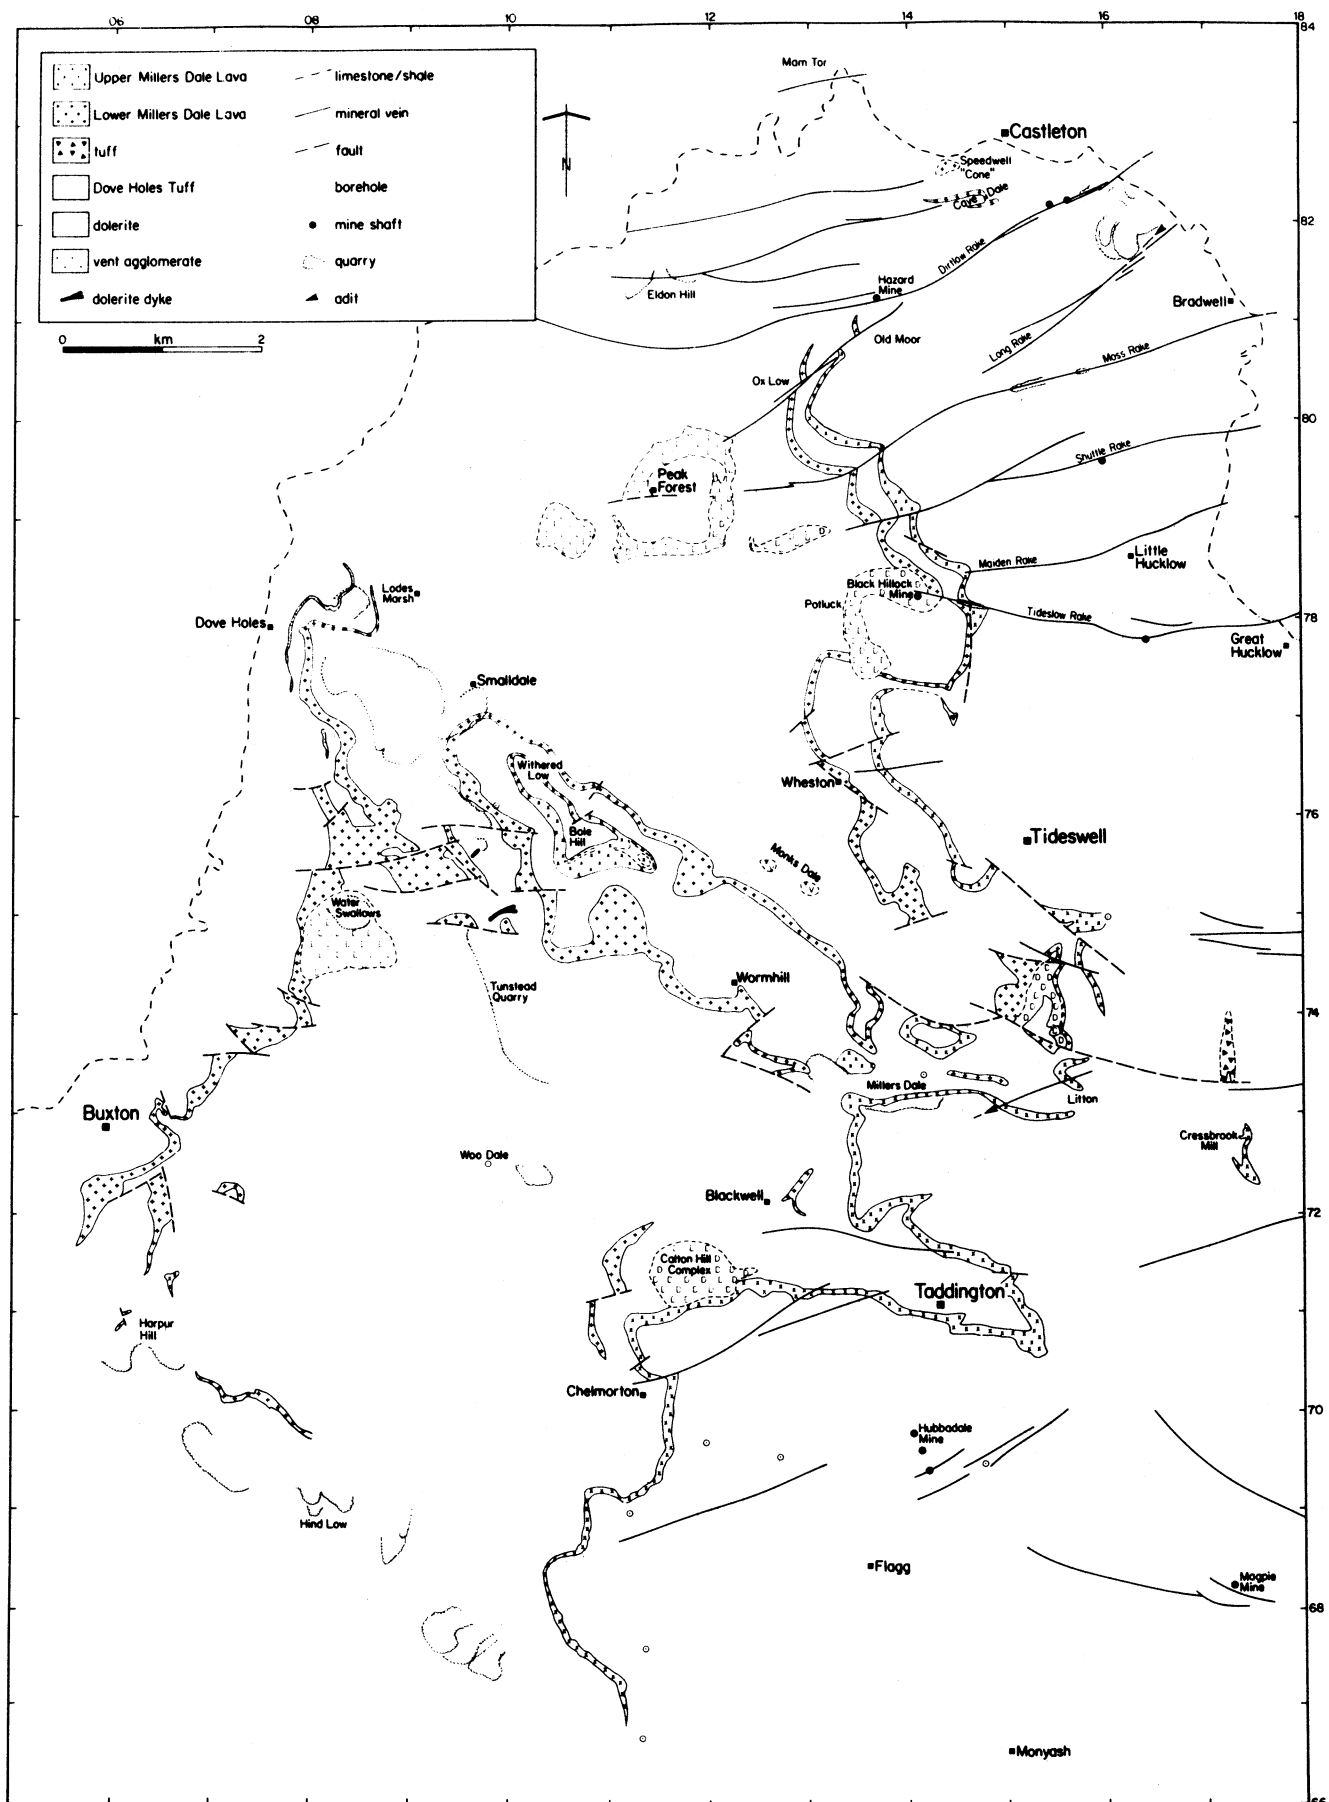 06
08
10
12
14
16
18
84
Upper Millers Dale Lava
limestone/shale
Lower Millers Dale Lava
mineral vein
tuff
fault
Dove Holes Tuff
borehole
dolerite
mine shaft
vent agglomerate
quarry
dolerite dyke
adit
0
km
2
N
Mam Tor
Castleton
Speedwell
"Cone"
Cave Dale
82
Dirtlow Rake
Hazard
Mine
Eldon Hill
Bradwell
Old Moor
Long Rake
Moss Rake
Ox Low
80
Shuttle Rake
Peak
Forest
Little
Hucklow
Maiden Rake
Black Hillock
Mine
Potluck
Tideslow Rake
78
Great
Hucklow
Lodes
Marsh
Dove Holes
Smalldale
Withered
Low
Wheston
76
Bole
Hill
Tideswell
Monks Dale
Water
Swallows
Wormhill
Tunstead
Quarry
74
Millers Dale
Litton
Buxton
Cressbrook
Mill
Woo Dale
Blackwell
72
Calton Hill
Complex
Taddington
Harpur
Hill
Chelmorton
70
Hubbadale
Mine
Hind Low
Flagg
Magpie
Mine
68
Monyash
66